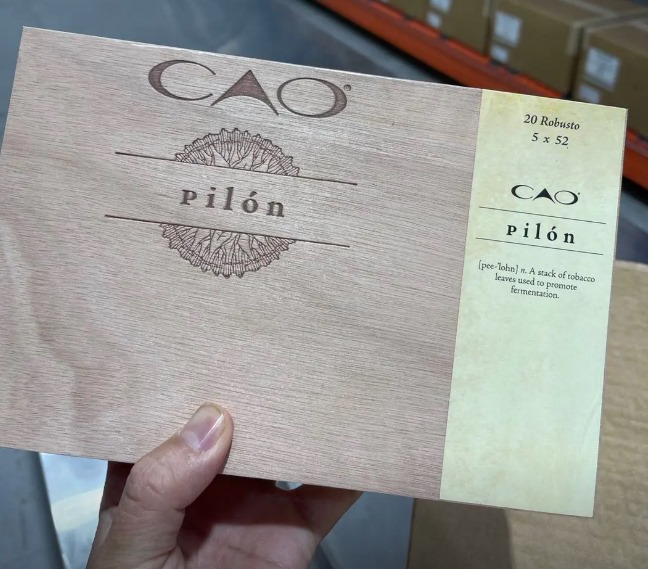 CAO®
Pilón
20 Robusto
5 x 52
CAO®
Pilón
[pee-'lohn] n. A stack of tobacco
leaves used to promote
fermentation.